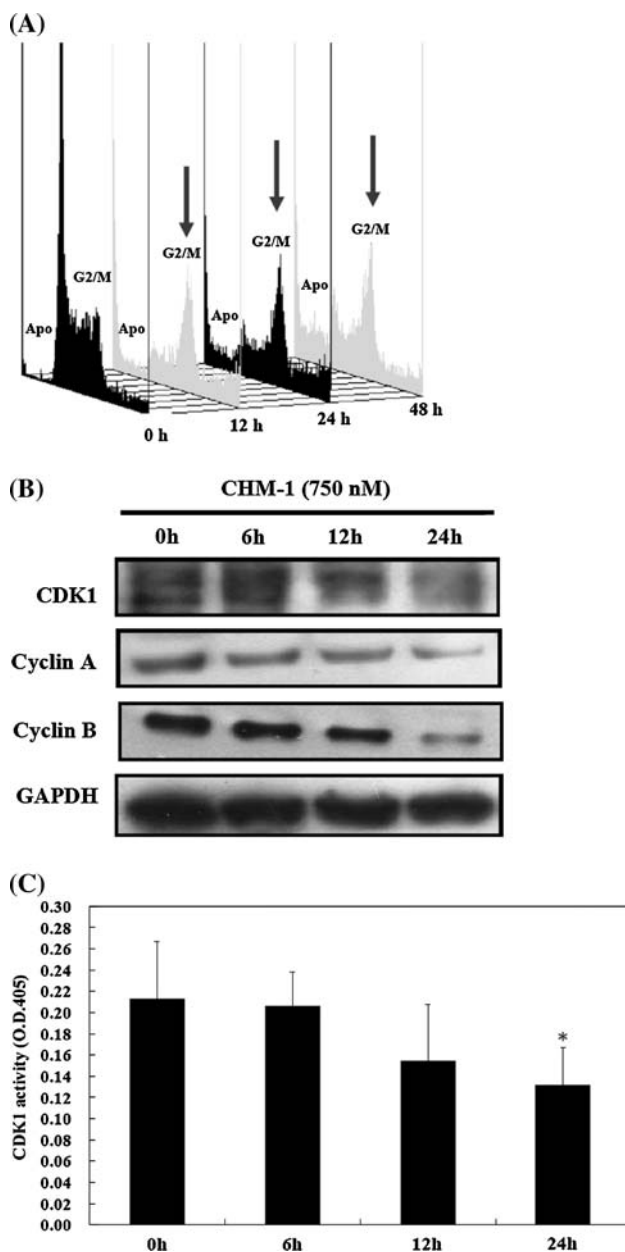 (A)
G2/M G2/M G2/M G2/M
Apo Apo Apo Apo
0 h 12 h 24 h 48 h
(B)
CHM-1 (750 nM)
0h 6h 12h 24h
CDK1
Cyclin A
Cyclin B
GAPDH
(C)
CDK1 activity (O.D.405)
0.30
0.28
0.26
0.24
0.22
0.20
0.18
0.16
0.14
0.12
0.10
0.08
0.06
0.04
0.02
0.00
*
0h 6h 12h 24h